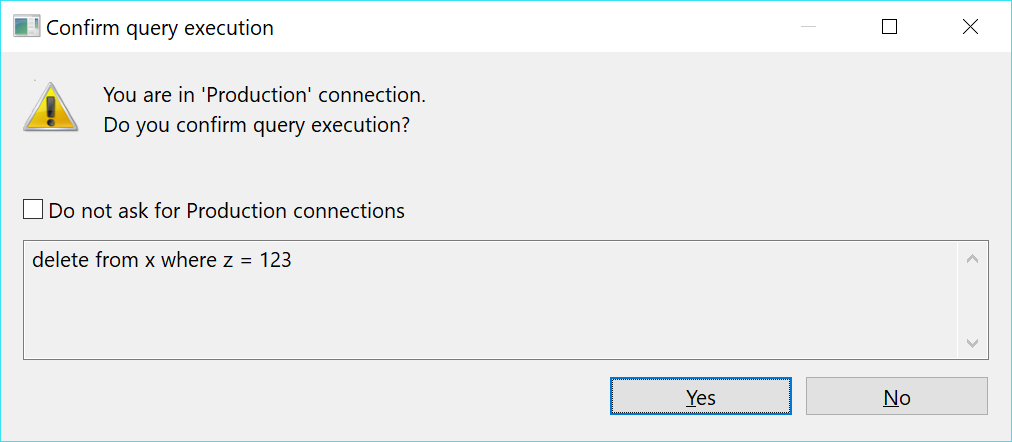 Confirm query execution
You are in 'Production' connection.
Do you confirm query execution?
Do not ask for Production connections
delete from x where z = 123
Yes
No